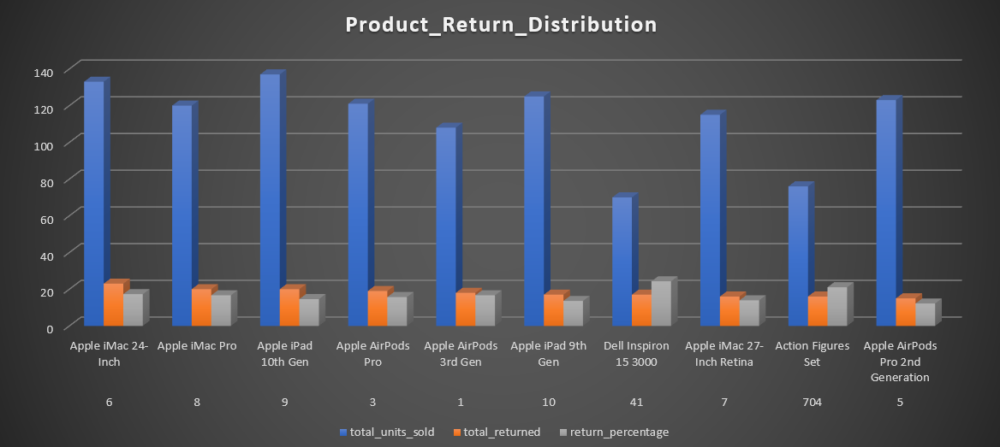 Product_Return_Distribution
140
120
100
80
60
40
20
0
Apple iMac 24-
Inch
Apple iMac Pro
Apple iPad
10th Gen
Apple AirPods
Pro
Apple AirPods
3rd Gen
Apple iPad 9th
Gen
Dell Inspiron
15 3000
Apple iMac 27-
Inch Retina
Action Figures
Set
Apple AirPods
Pro 2nd
Generation
6 8 9 3 1 10 41 7 704 5
total_units_sold total_returned return_percentage